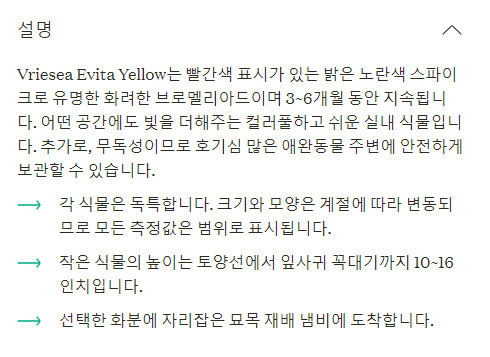 설명
Vriesea Evita Yellow는 빨간색 표시가 있는 밝은 노란색 스파이
크로 유명한 화려한 브로멜리아드이며 3~6개월 동안 지속됩니
다. 어떤 공간에도 빛을 더해주는 컬러풀하고 쉬운 실내 식물입니
다. 추가로, 무독성이므로 호기심 많은 애완동물 주변에 안전하게
보관할 수 있습니다.
각 식물은 독특합니다. 크기와 모양은 계절에 따라 변동되
므로 모든 측정값은 범위로 표시됩니다.
작은 식물의 높이는 토양선에서 잎사귀 꼭대기까지 10~16
인치입니다.
선택한 화분에 자리잡은 묘목 재배 냄비에 도착합니다.